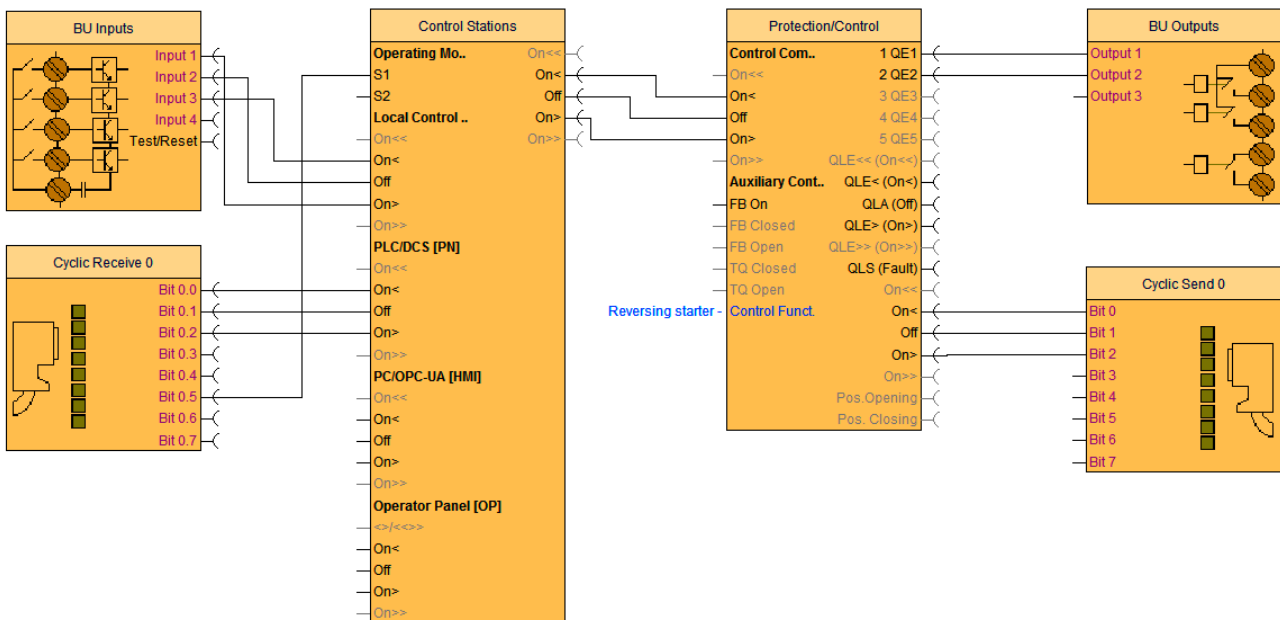 BU Inputs
Input 1
Input 2
Input 3
Input 4
Test/Reset
Cyclic Receive 0
Bit 0.0
Bit 0.1
Bit 0.2
Bit 0.3
Bit 0.4
Bit 0.5
Bit 0.6
Bit 0.7
Control Stations
Operating Mo.. On<<
S1 On<
S2 Off
Local Control .. On>
On<< On>>
On<
Off
On>
On>>
PLC/DCS [PN]
On<<
On<
Off
On>
On>>
PC/OPC-UA [HMI]
On<<
On<
Off
On>
On>>
Operator Panel [OP]
<>/<<>>
On<
Off
On>
On>>
Protection/Control
Control Com.. 1 QE1
On<< 2 QE2
On< 3 QE3
Off 4 QE4
On> 5 QE5
On>> QLE<< (On<<)
Auxiliary Cont.. QLE< (On<)
FB On QLA (Off)
FB Closed QLE> (On>)
FB Open QLE>> (On>>)
TQ Closed QLS (Fault)
TQ Open On<<
Reversing starter - Control Funct. On<
Off
On>
On>>
Pos.Opening
Pos. Closing
BU Outputs
Output 1
Output 2
Output 3
Cyclic Send 0
Bit 0
Bit 1
Bit 2
Bit 3
Bit 4
Bit 5
Bit 6
Bit 7